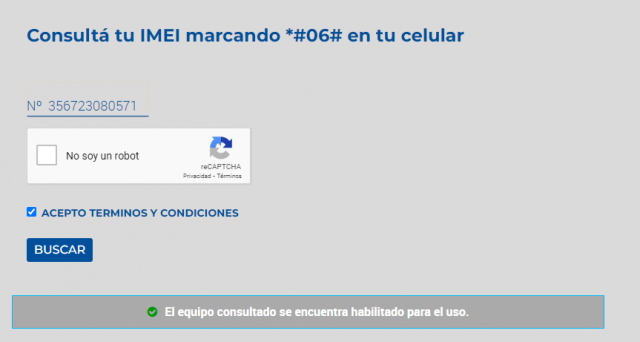 Consultá tu IMEI marcando *#06# en tu celular
Nº 356723080571
No soy un robot
reCAPTCHA
Privacidad - Términos
ACEPTO TERMINOS Y CONDICIONES
BUSCAR
El equipo consultado se encuentra habilitado para el uso.